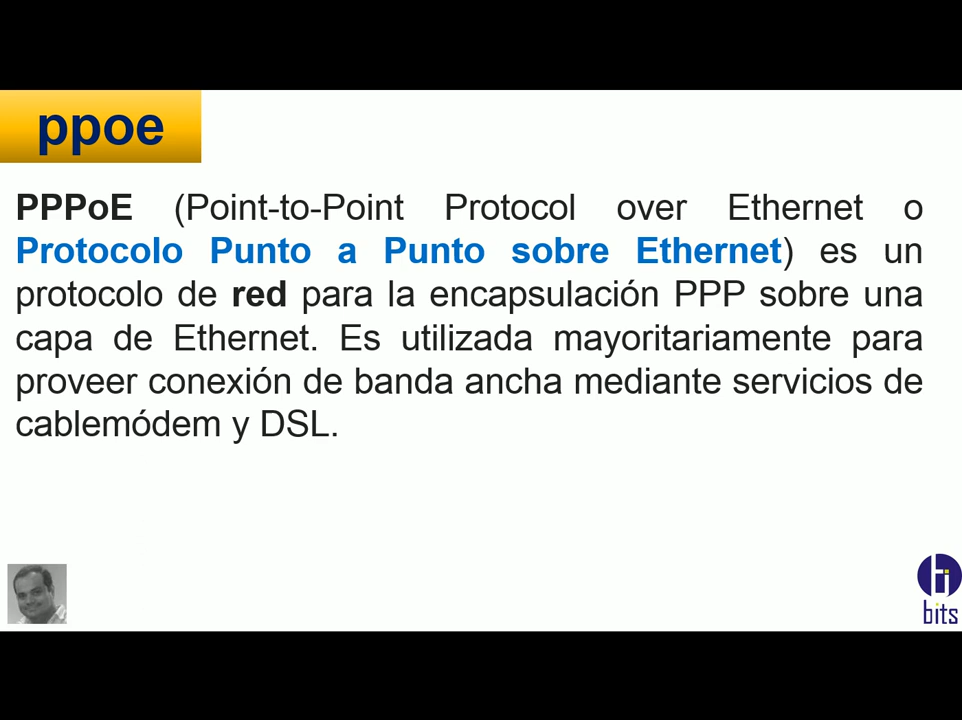 ppoe
PPPoE (Point-to-Point Protocol over Ethernet o
Protocolo Punto a Punto sobre Ethernet) es un
protocolo de red para la encapsulación PPP sobre una
capa de Ethernet. Es utilizada mayoritariamente para
proveer conexión de banda ancha mediante servicios de
cablemódem y DSL.
bits